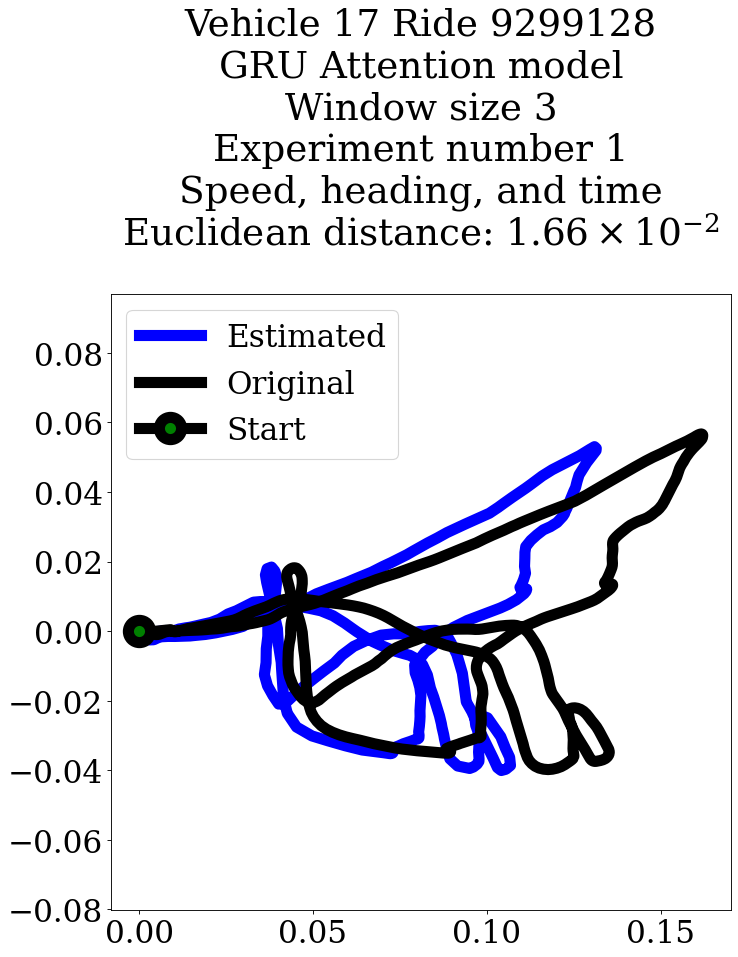 Vehicle 17 Ride 9299128
GRU Attention model
Window size 3
Experiment number 1
Speed, heading, and time
Euclidean distance: 1.66 × 10⁻²
Estimated
Original
Start
0.08
0.06
0.04
0.02
0.00
−0.02
−0.04
−0.06
−0.08
0.00 0.05 0.10 0.15